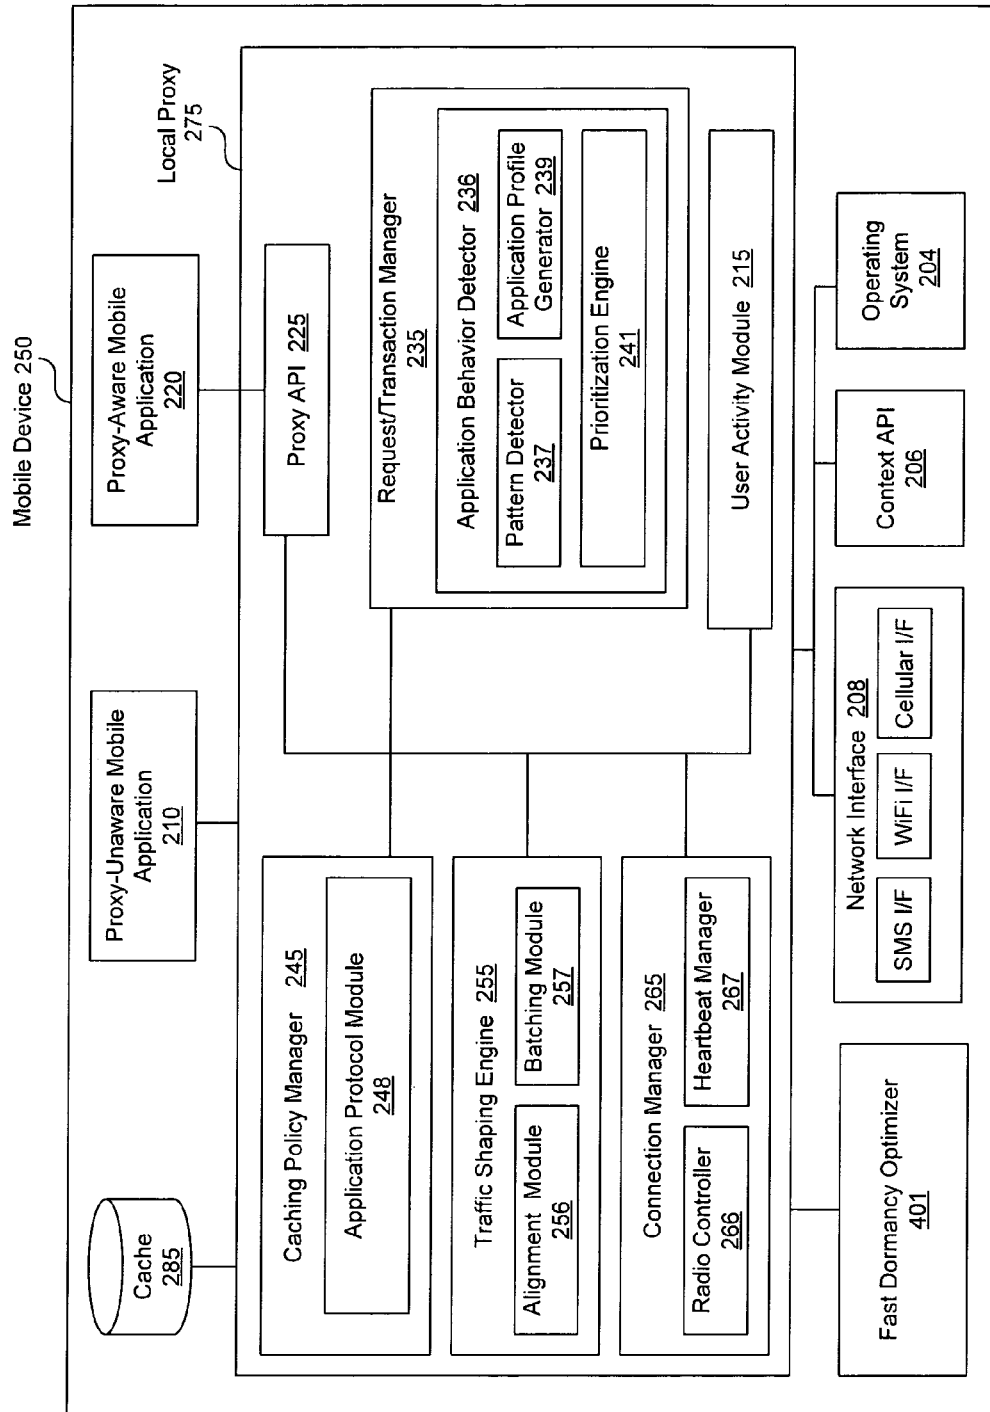 Mobile Device 250
Cache
285
Proxy-Unaware Mobile
Application
210
Proxy-Aware Mobile
Application
220
Local Proxy
275
Proxy API 225
Caching Policy Manager 245
Application Protocol Module
248
Request/Transaction Manager
235
Application Behavior Detector 236
Pattern Detector
237
Application Profile
Generator 239
Prioritization Engine
241
Traffic Shaping Engine 255
Alignment Module
256
Batching Module
257
Connection Manager 265
Radio Controller
266
Heartbeat Manager
267
User Activity Module 215
Fast Dormancy Optimizer
401
Network Interface 208
SMS I/F
WiFi I/F
Cellular I/F
Context API
206
Operating
System
204